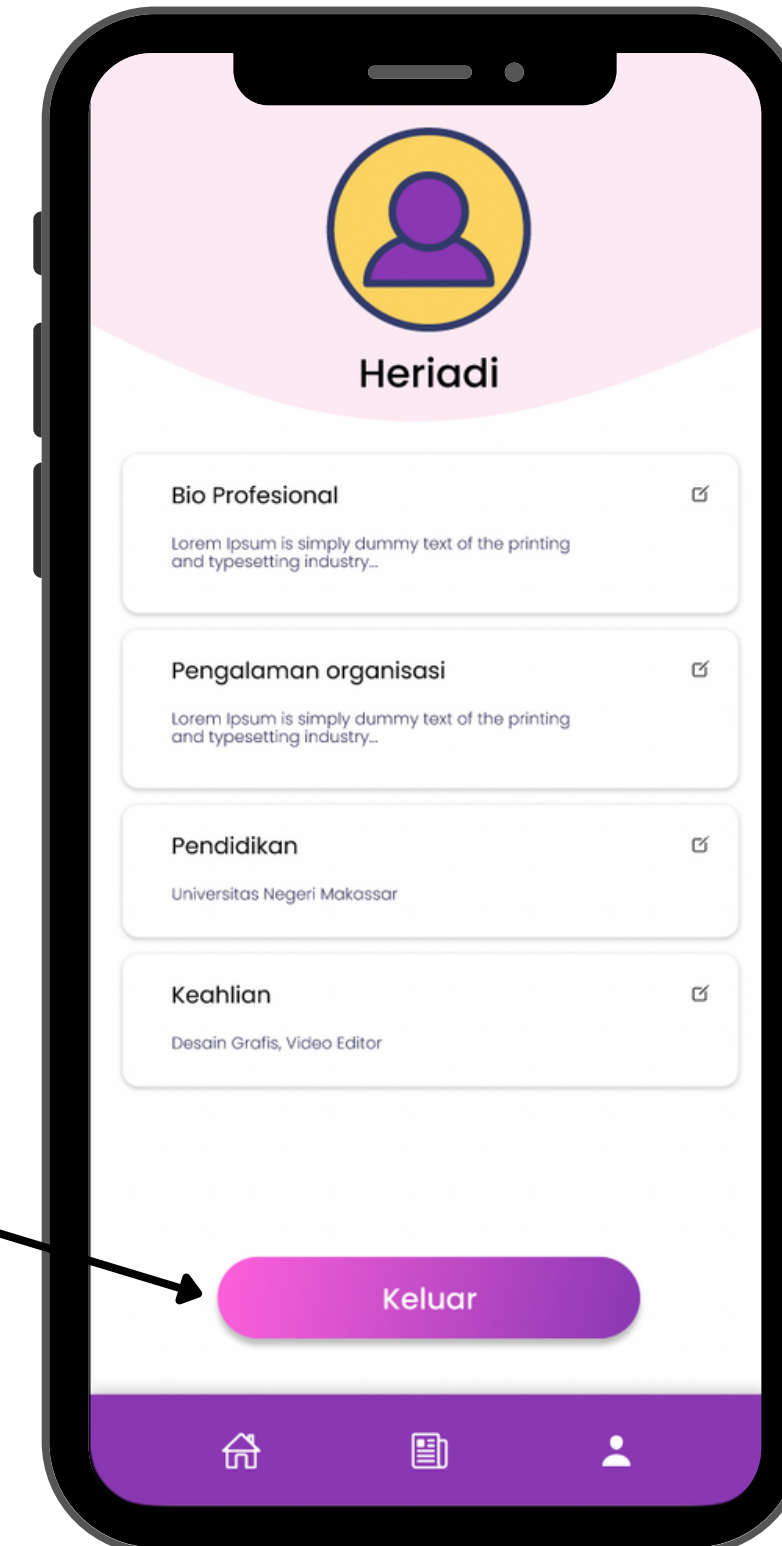 Heriadi
Bio Profesional
Lorem Ipsum is simply dummy text of the printing
and typesetting industry...
Pengalaman organisasi
Lorem Ipsum is simply dummy text of the printing
and typesetting industry...
Pendidikan
Universitas Negeri Makassar
Keahlian
Desain Grafis, Video Editor
Keluar